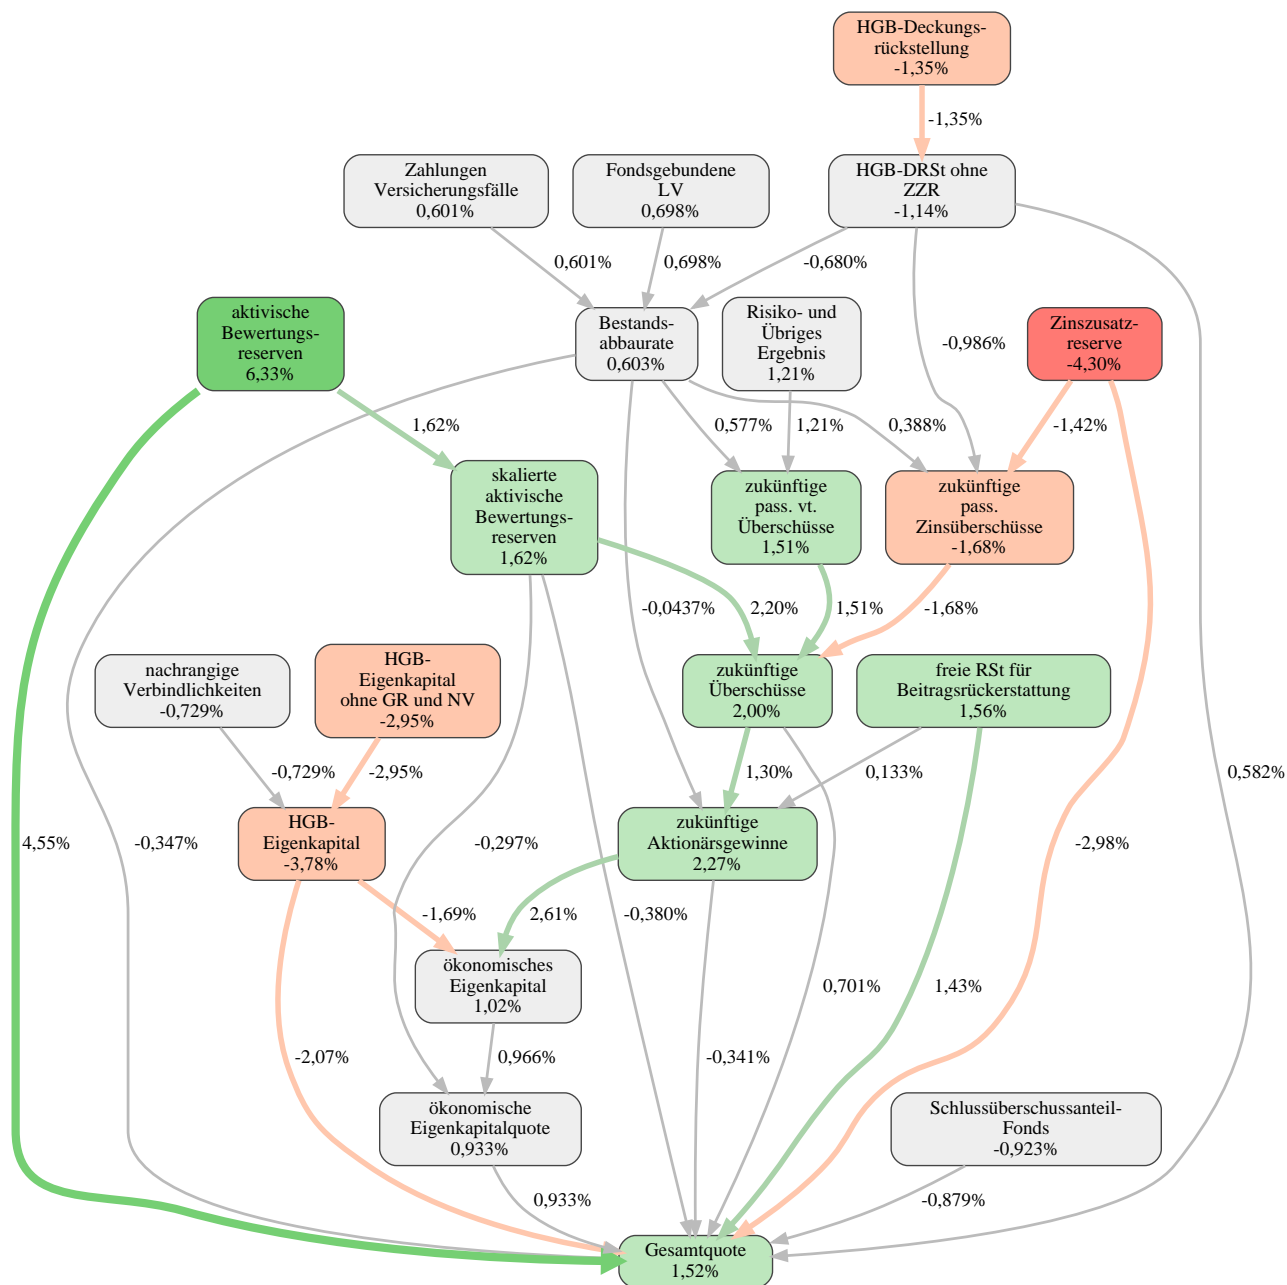 HGB-Deckungs-
rückstellung
-1,35%
-1,35%
Zahlungen
Versicherungsfälle
0,601%
Fondsgebundene
LV
0,698%
HGB-DRSt ohne
ZZR
-1,14%
0,601%
0,698%
-0,680%
aktivische
Bewertungs-
reserven
6,33%
Bestands-
abbaurate
0,603%
Risiko- und
Übriges
Ergebnis
1,21%
-0,986%
Zinszusatz-
reserve
-4,30%
1,62%
0,577%
1,21%
0,388%
-1,42%
skalierte
aktivische
Bewertungs-
reserven
1,62%
zukünftige
pass. vt.
Überschüsse
1,51%
zukünftige
pass.
Zinsüberschüsse
-1,68%
-0,0437%
2,20%
1,51%
-1,68%
nachrangige
Verbindlichkeiten
-0,729%
HGB-
Eigenkapital
ohne GR und NV
-2,95%
zukünftige
Überschüsse
2,00%
freie RSt für
Beitragsrückerstattung
1,56%
-0,729%
-2,95%
1,30%
0,133%
0,582%
4,55%
-0,347%
HGB-
Eigenkapital
-3,78%
-0,297%
zukünftige
Aktionärsgewinne
2,27%
-2,98%
-1,69%
2,61%
-0,380%
ökonomisches
Eigenkapital
1,02%
0,701%
1,43%
-2,07%
0,966%
-0,341%
ökonomische
Eigenkapitalquote
0,933%
Schlussüberschussanteil-
Fonds
-0,923%
0,933%
-0,879%
Gesamtquote
1,52%